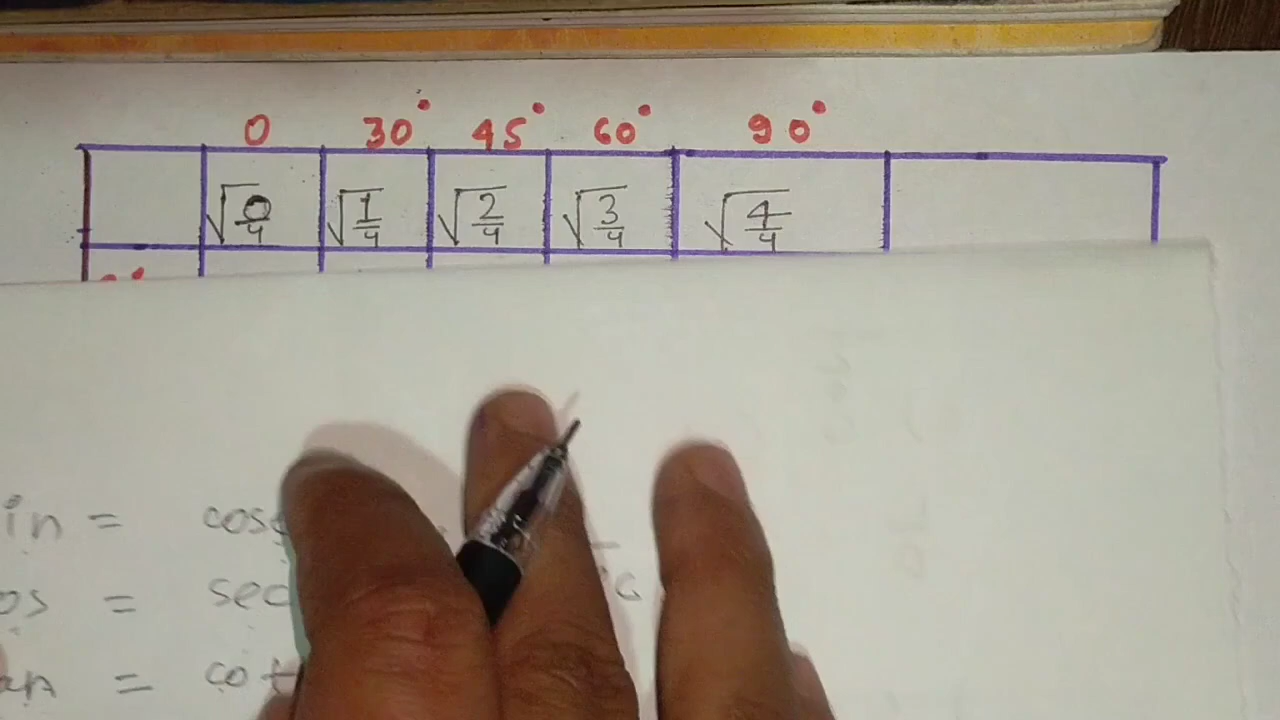 0 30° 45° 60° 90°
√0/4 √1/4 √2/4 √3/4 √4/4
in = cose
os = sec
an = cot